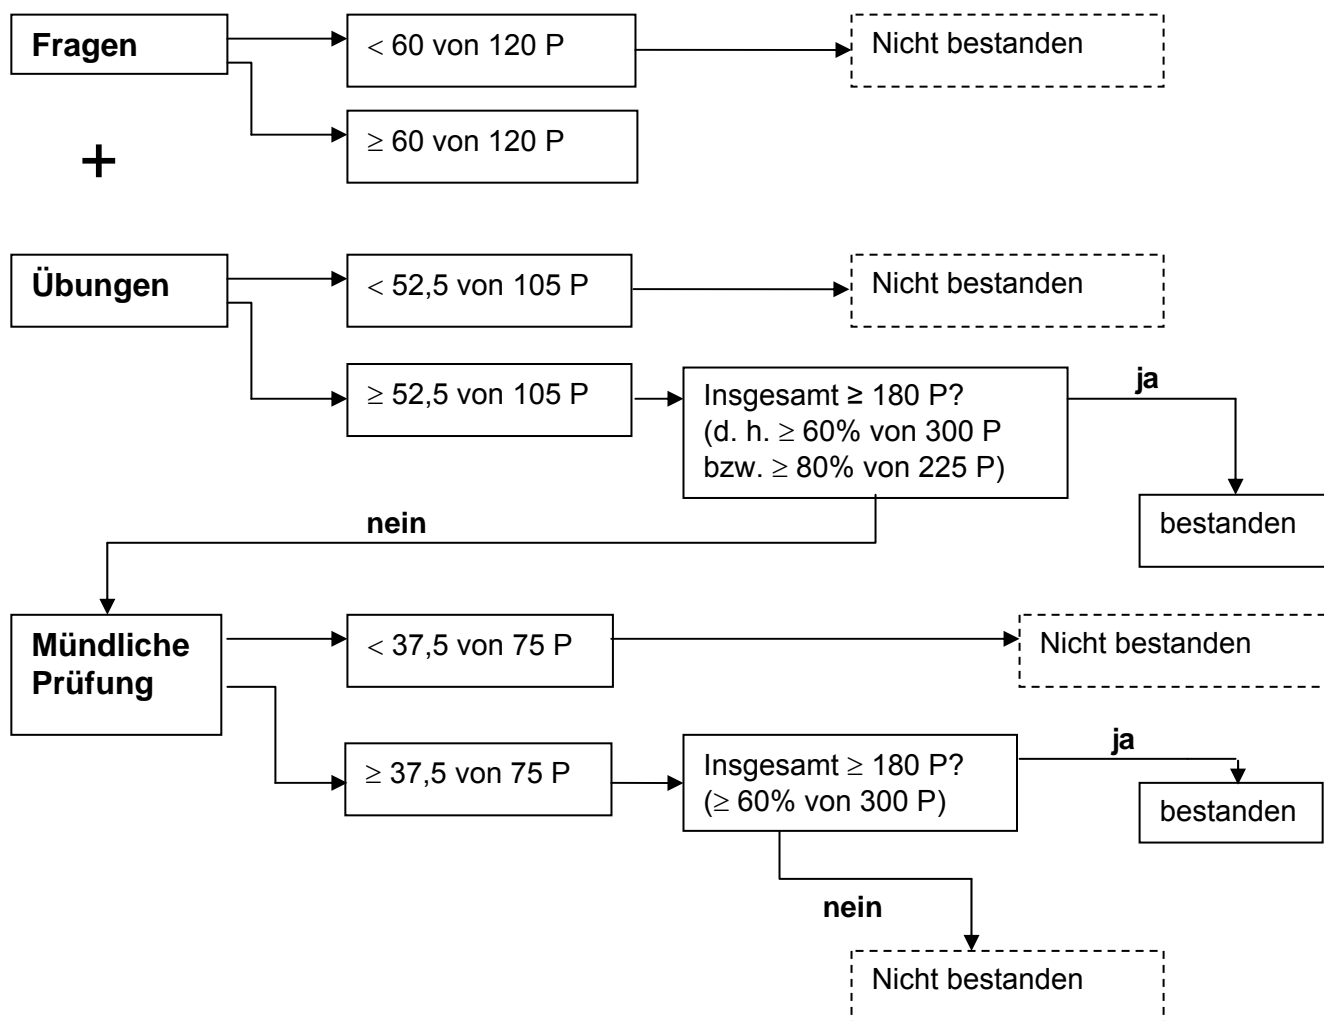 Fragen
< 60 von 120 P
Nicht bestanden
≥ 60 von 120 P
+
Übungen
< 52,5 von 105 P
Nicht bestanden
≥ 52,5 von 105 P
Insgesamt ≥ 180 P?
(d. h. ≥ 60% von 300 P
bzw. ≥ 80% von 225 P)
ja
bestanden
nein
Mündliche
Prüfung
< 37,5 von 75 P
Nicht bestanden
≥ 37,5 von 75 P
Insgesamt ≥ 180 P?
(≥ 60% von 300 P)
ja
bestanden
nein
Nicht bestanden